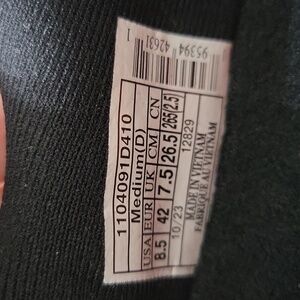 1 95394 42631
1104091D410
Medium(D)
USA EUR UK CM CN
8.5 42 7.5 26.5 265(2.5)
10/23 12829
MADE IN VIETNAM
FABRIQUE AU VIETNAM